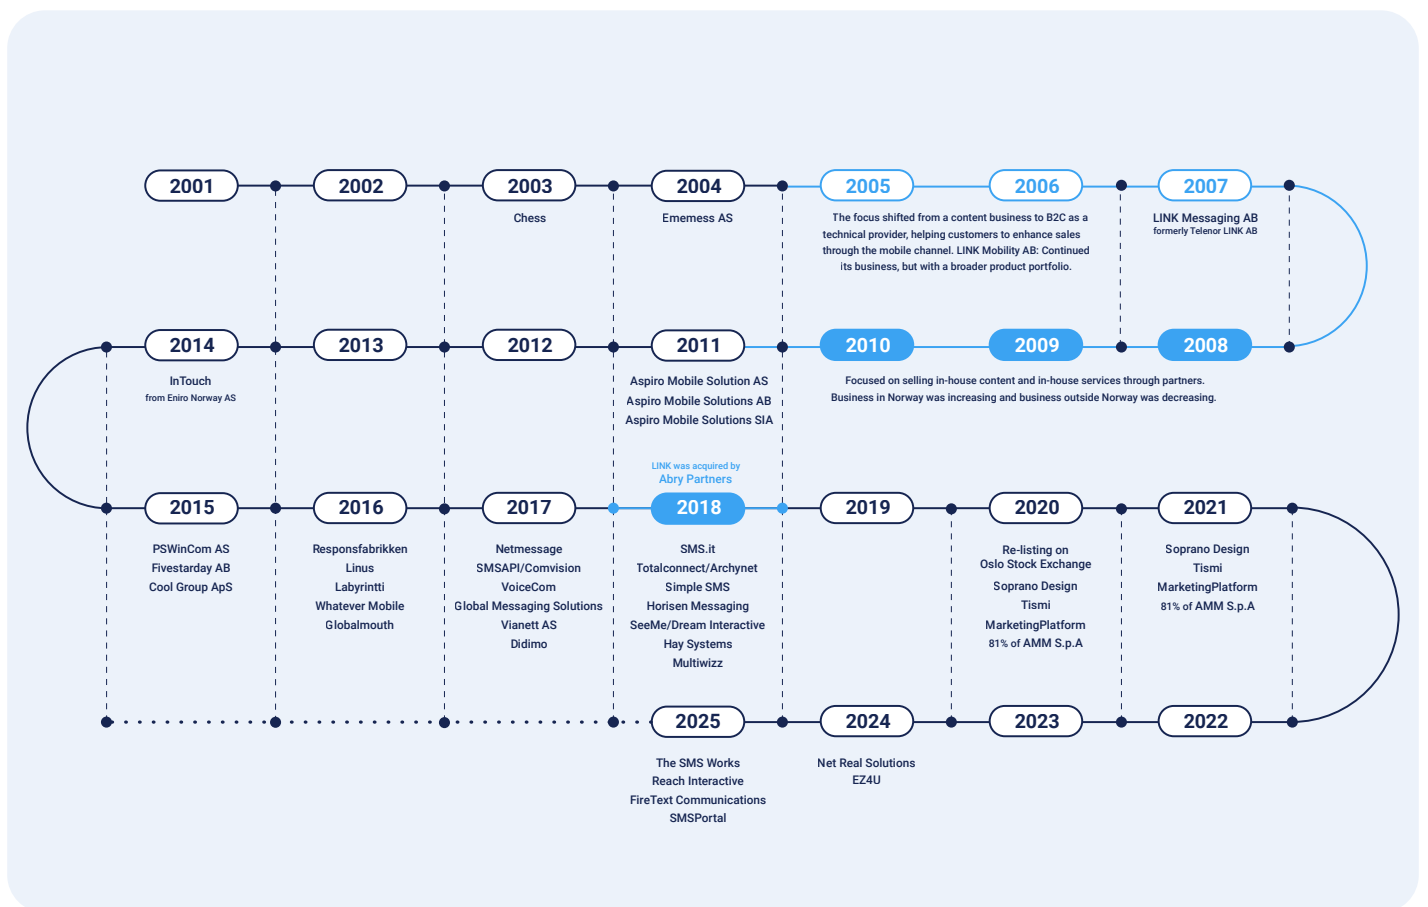 2001
2002
2003
2004
2005
2006
2007
Chess
Ememess AS
The focus shifted from a content business to B2C as a
technical provider, helping customers to enhance sales
through the mobile channel. LINK Mobility AB: Continued
its business, but with a broader product portfolio.
LINK Messaging AB
formerly Telenor LINK AB
2014
2013
2012
2011
2010
2009
2008
InTouch
from Eniro Norway AS
Aspiro Mobile Solution AS
Aspiro Mobile Solutions AB
Aspiro Mobile Solutions SIA
Focused on selling in-house content and in-house services through partners.
Business in Norway was increasing and business outside Norway was decreasing.
LINK was acquired by
Abry Partners
2015
2016
2017
2018
2019
2020
2021
PSWinCom AS
Fivestarday AB
Cool Group ApS
Responsfabrikken
Linus
Labyrintti
Whatever Mobile
Globalmouth
Netmessage
SMSAPI/Comvision
VoiceCom
Global Messaging Solutions
Vianett AS
Didimo
SMS.it
Totalconnect/Archynet
Simple SMS
Horisen Messaging
SeeMe/Dream Interactive
Hay Systems
Multiwizz
Re-listing on
Oslo Stock Exchange
Soprano Design
Tismi
MarketingPlatform
81% of AMM S.p.A
Soprano Design
Tismi
MarketingPlatform
81% of AMM S.p.A
2025
2024
2023
2022
The SMS Works
Reach Interactive
FireText Communications
SMSPortal
Net Real Solutions
EZ4U